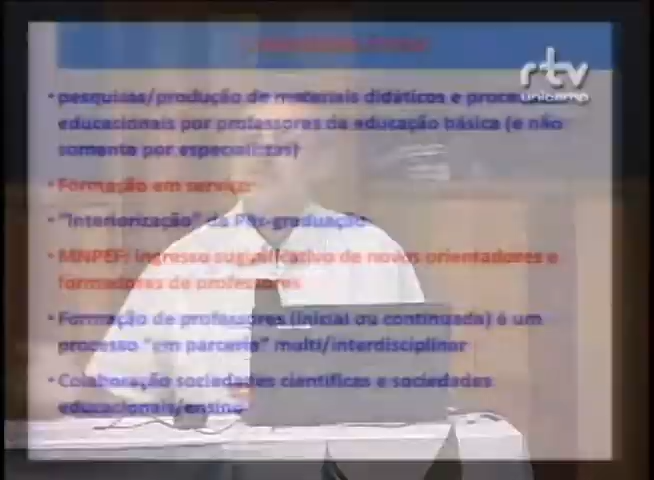 rtv
unicamp
• pesquisas/produção de materiais didáticos e
educacionais por professores da educação básica (e não
somente por especialistas)
• Formação em serviço
• "Interiorização" da Pós-graduação
• MNPEF: ingresso significativo de novos orientadores e
formadores de professores
• Formação de professores (inicial ou continuada) é um
processo "em parceria" multi/interdisciplinar
• Colaboração sociedades científicas e sociedades
educacionais/ensino